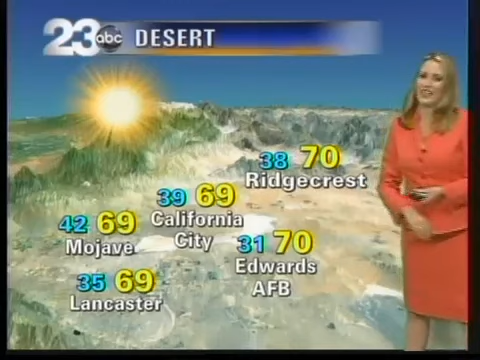 23 abc DESERT
38 70
Ridgecrest
39 69
California
City
42 69
Mojave
31 70
Edwards
AFB
35 69
Lancaster